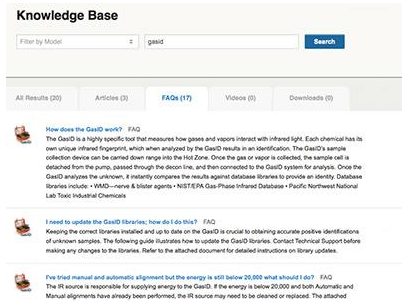 Knowledge Base
Filter by Model
gasid
Search
All Results (20)
Articles (3)
FAQs (17)
Videos (0)
Downloads (0)
How does the GasID work? FAQ
The GasID is a highly specific tool that measures how gases and vapors interact with infrared light. Each chemical has its
own unique infrared fingerprint, which when analyzed by the GasID results in an identification. The GasID's sample
collection device can be carried down range into the Hot Zone. Once the gas or vapor is collected, the sample cell is
detached from the pump, passed through the decon line, and then connected to the GasID system for analysis. Once the
GasID analyzes the unknown, it instantly compares the results against database libraries to provide an identity. Database
libraries include: • WMD—nerve & blister agents • NIST/EPA Gas-Phase Infrared Database • Pacific Northwest National
Lab Toxic Industrial Chemicals
I need to update the GasID libraries; how do I do this? FAQ
Keeping the correct libraries installed and up to date on the GasID is crucial to obtaining accurate positive identifications
of unknown samples. The following guide illustrates how to update the GasID libraries. Contact Technical Support before
making any changes to the libraries. Refer to the attached document for detailed instructions on library updates.
I've tried manual and automatic alignment but the energy is still below 20,000 what should I do? FAQ
The IR source is responsible for supplying energy to the GasID. If the energy is below 20,000 and both Automatic and
Manual alignments have already been performed, the IR source may need to be cleaned or replaced. The attached